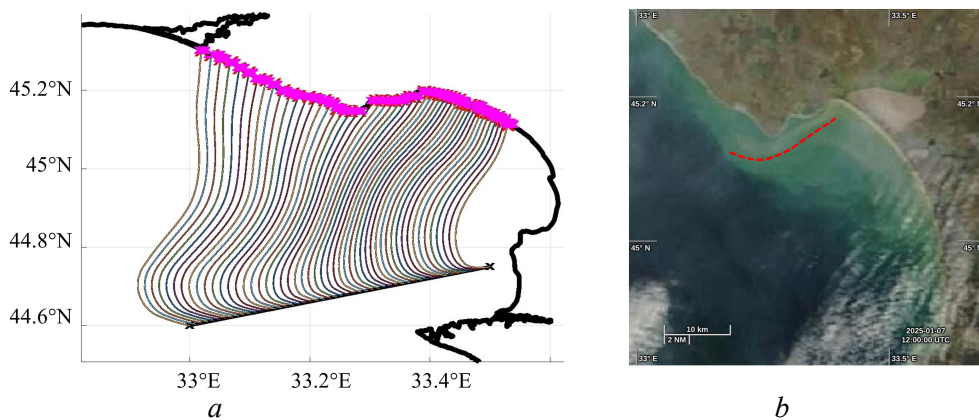 45.2°N
45°N
44.8°N
44.6°N
33°E
33.2°E
33.4°E
a
33° E
33.5° E
45.2° N
45.2° N
45° N
45° N
10 km
2 NM
2025-01-07
12:00:00 UTC
33° E
33.5° E
b